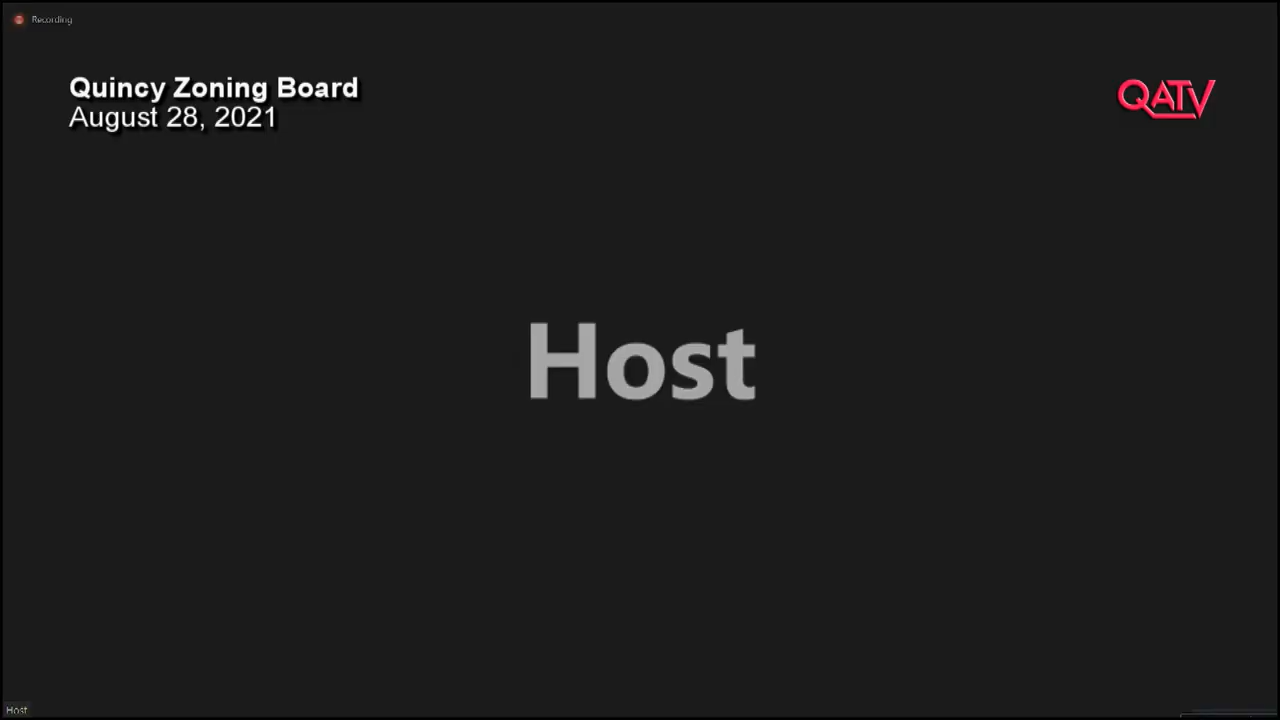 Recording
Quincy Zoning Board
August 28, 2021
QATV
Host
Host